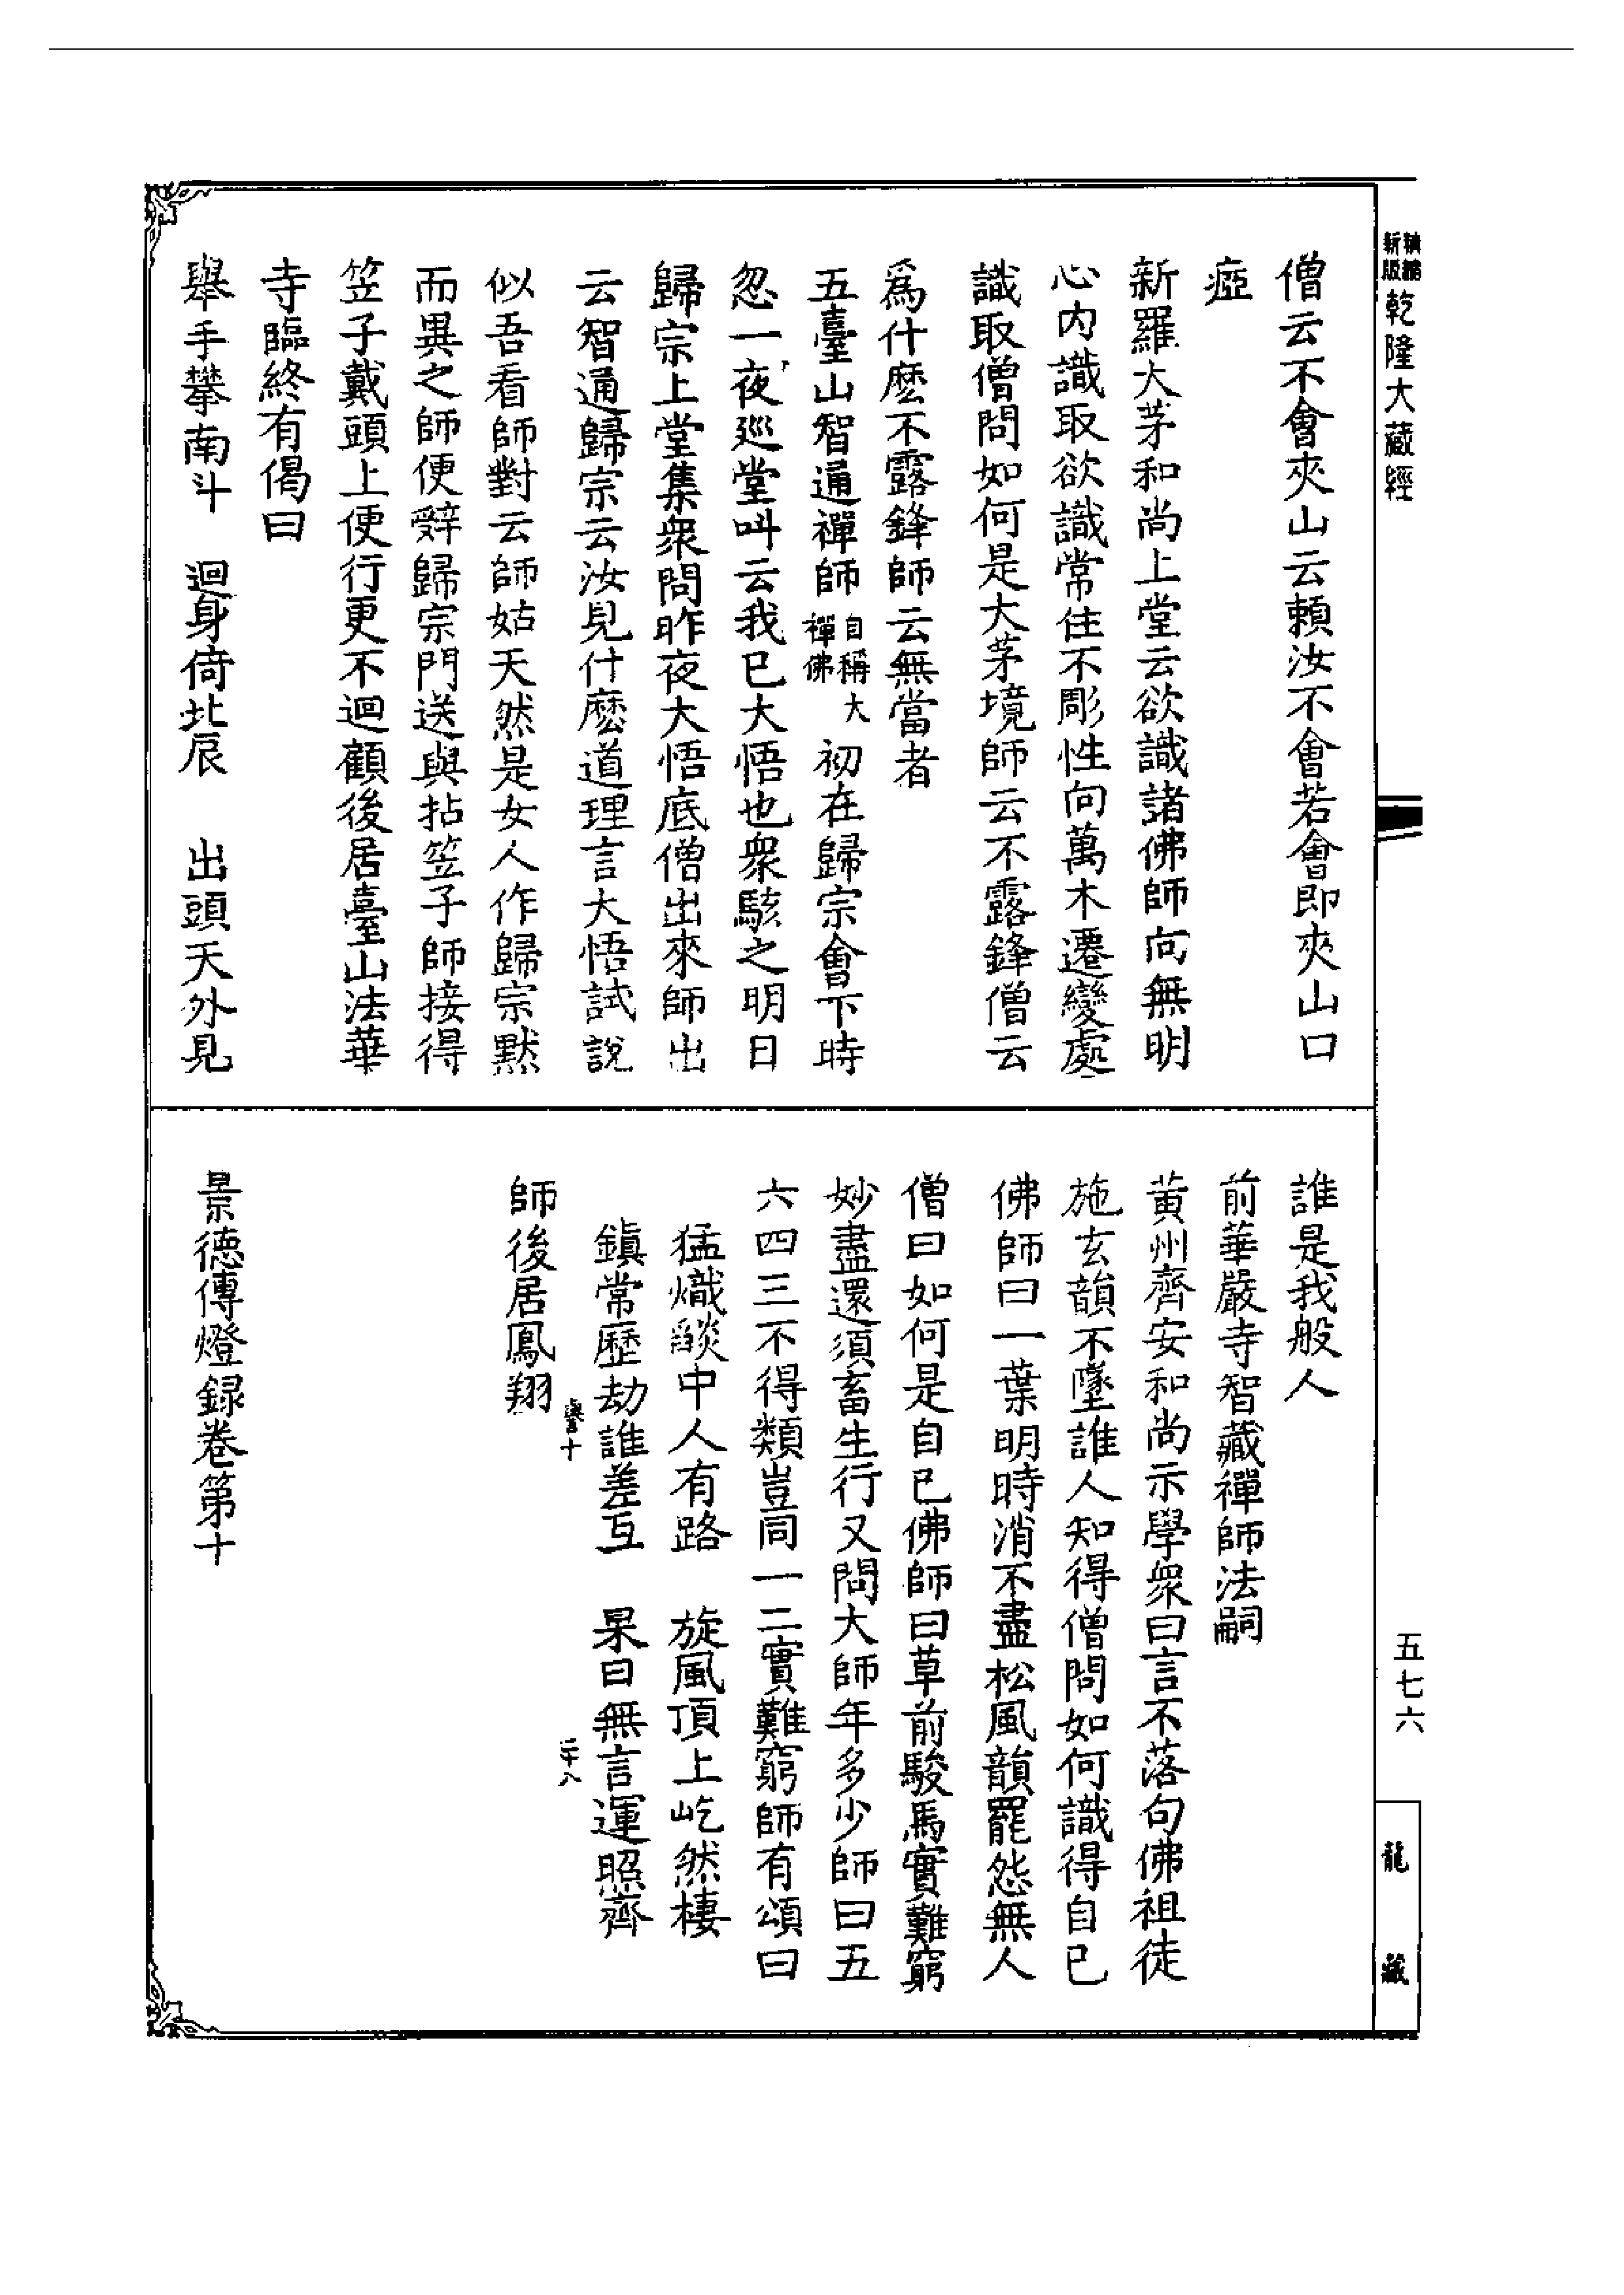 新版精縮乾隆大藏經
僧云不會夾山云賴汝不會若會即夾山口
瘂
新羅大茅和尚上堂云欲識諸佛師向無明
心內識取欲識常住不彫性向萬木遷變處
識取僧問如何是大茅境師云不露鋒僧云
爲什麽不露鋒師云無當者
五臺山智通禪師自稱大禪佛初在歸宗會下時
忽一夜巡堂叫云我已大悟也衆駭之明日
歸宗上堂集衆問昨夜大悟底僧出來師出
云智通歸宗云汝見什麽道理言大悟試說
似吾看師對云師姑天然是女人作歸宗黙
而異之師便辤歸宗門送與拈笠子師接得
笠子戴頭上便行更不迴顧後居臺山法華
寺臨終有偈曰
舉手攀南斗 迴身倚北辰 出頭天外見
誰是我般人
前華嚴寺智藏禪師法嗣
黄州齊安和尚示學衆曰言不落句佛祖徒
施玄韻不墜誰人知得僧問如何識得自已
佛師曰一葉明時消不盡松風韻罷怨無人
僧曰如何是自已佛師曰草前駿馬實難窮
妙盡還須畜生行又問大師年多少師曰五
六四三不得類豈同一二實難窮師有頌曰
猛熾焰中人有路 旋風頂上屹然棲
鎮常歷劫誰差互 杲日無言運照齊
譽十
二十八
師後居鳳翔
景德傳燈録卷第十
五七六
龍藏